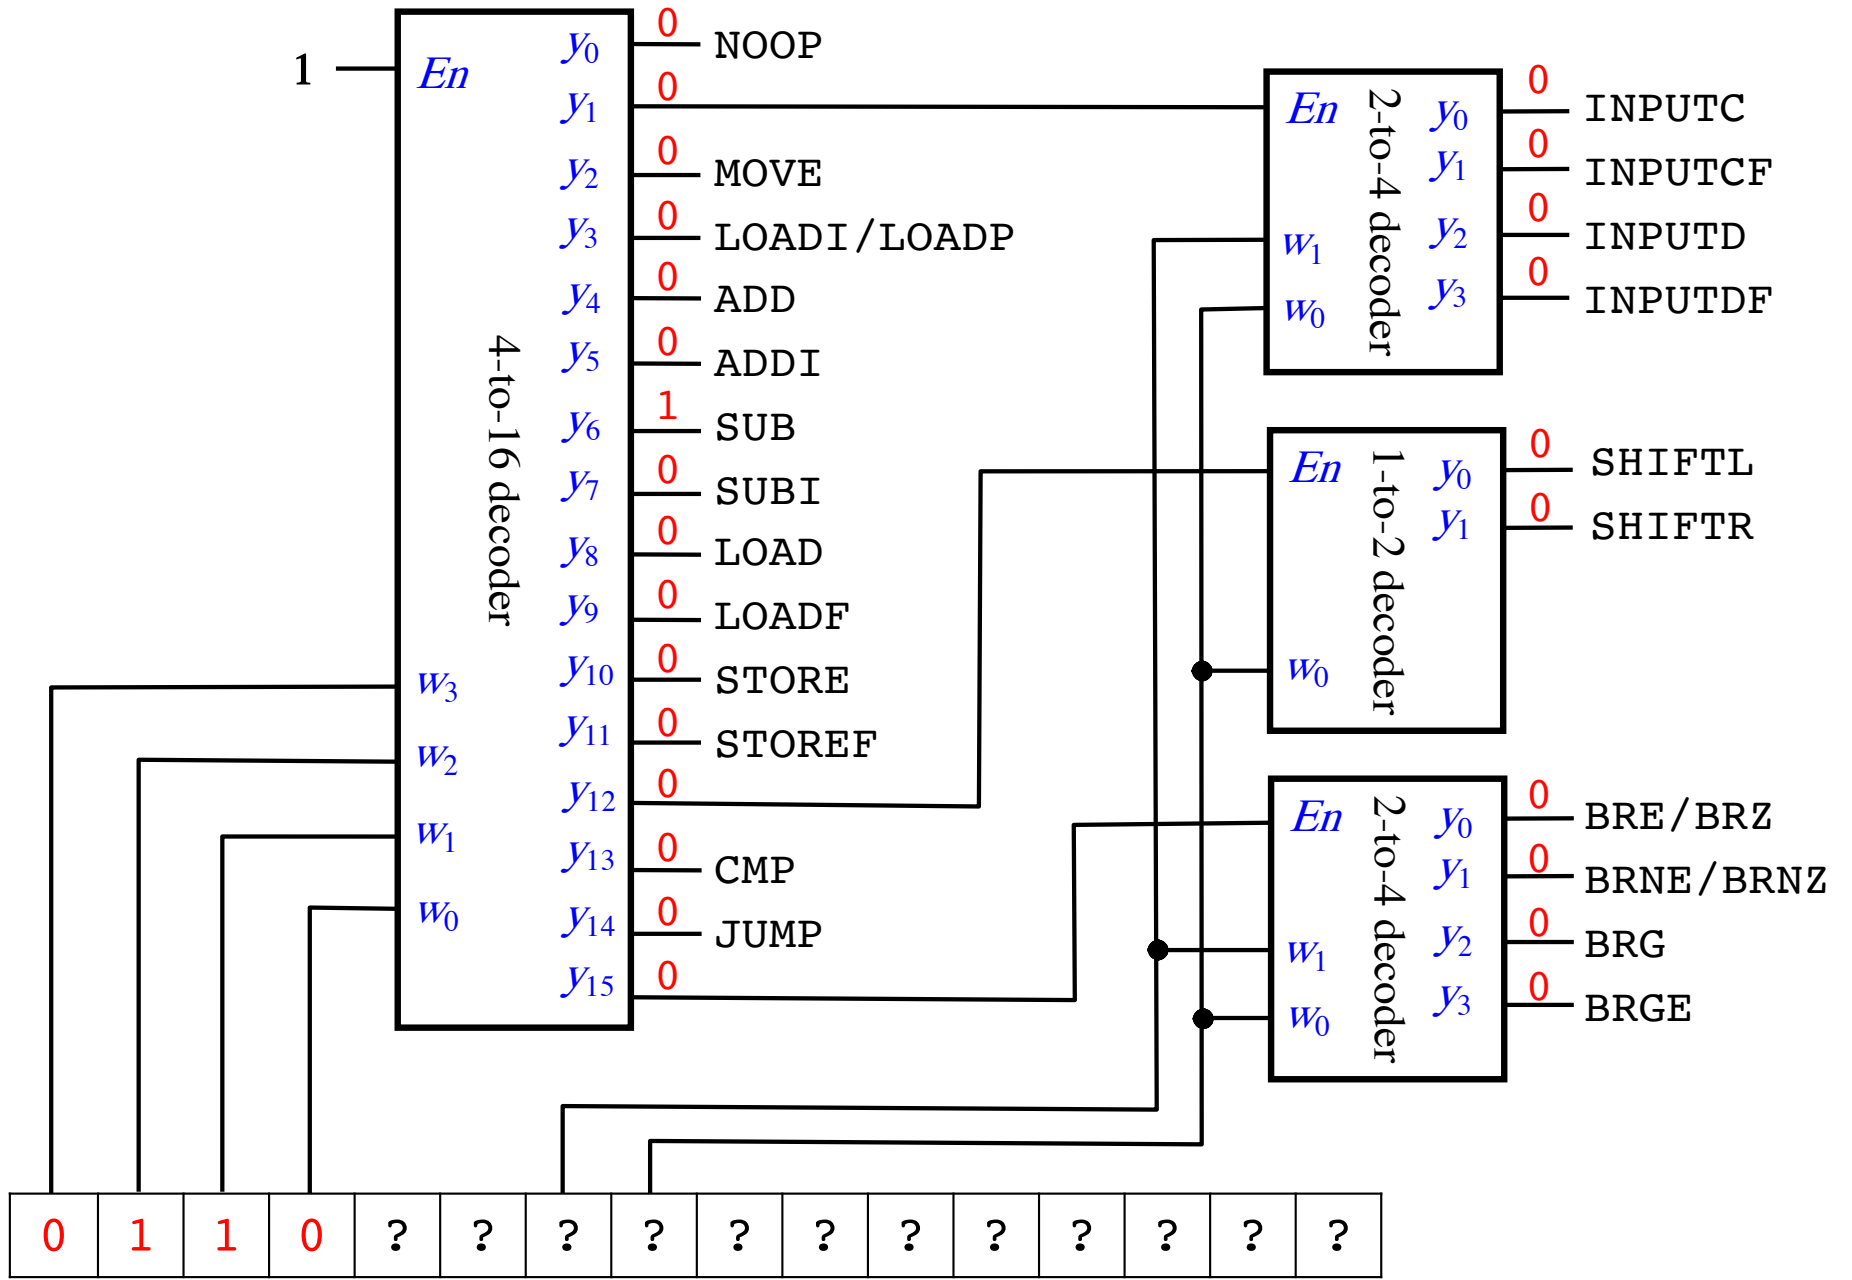 1
En
4-to-16 decoder
w3
w2
w1
w0
y0 0 NOOP
y1 0
y2 0 MOVE
y3 0 LOADI/LOADP
y4 0 ADD
y5 0 ADDI
y6 1 SUB
y7 0 SUBI
y8 0 LOAD
y9 0 LOADF
y10 0 STORE
y11 0 STOREF
y12 0
y13 0 CMP
y14 0 JUMP
y15 0
En
w1
w0
2-to-4 decoder
y0 0 INPUTC
y1 0 INPUTCF
y2 0 INPUTD
y3 0 INPUTDF
En
w0
1-to-2 decoder
y0 0 SHIFTL
y1 0 SHIFTR
En
w1
w0
2-to-4 decoder
y0 0 BRE/BRZ
y1 0 BRNE/BRNZ
y2 0 BRG
y3 0 BRGE
0 1 1 0 ? ? ? ? ? ? ? ? ? ? ? ?